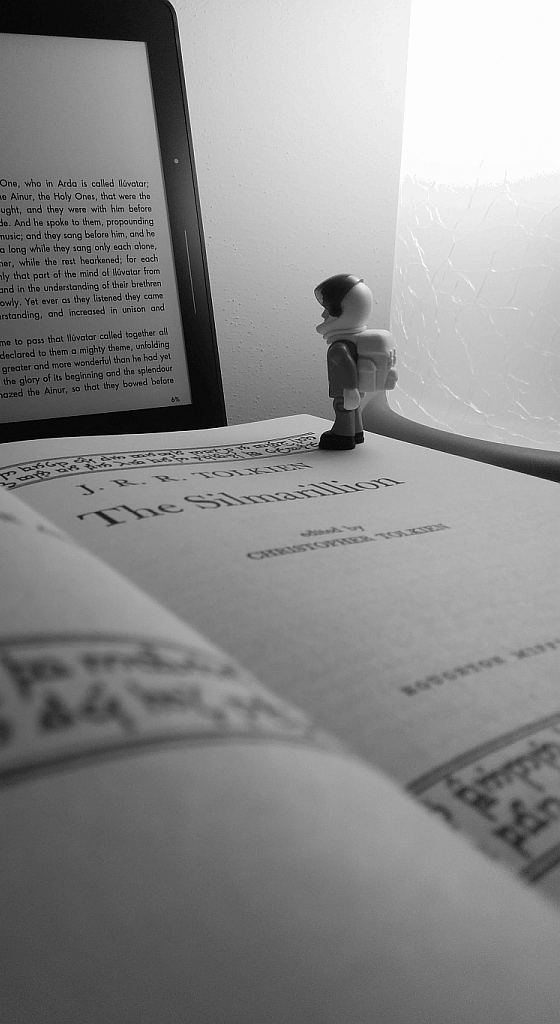 One, who in Arda is called Ilúvatar;
e Ainur, the Holy Ones, that were the
ught, and they were with him before
de. And he spoke to them, propounding
music; and they sang before him, and he
a long while they sang only each alone,
her, while the rest hearkened; for each
nly that part of the mind of Ilúvatar from
and in the understanding of their brethren
owly. Yet ever as they listened they came
erstanding, and increased in unison and
me to pass that Ilúvatar called together all
declared to them a mighty theme, unfolding
greater and more wonderful than he had yet
the glory of its beginning and the splendour
mazed the Ainur, so that they bowed before
6%
J. R. R. TOLKIEN
The Silmarillion
edited by
CHRISTOPHER TOLKIEN
HOUGHTON MIFF